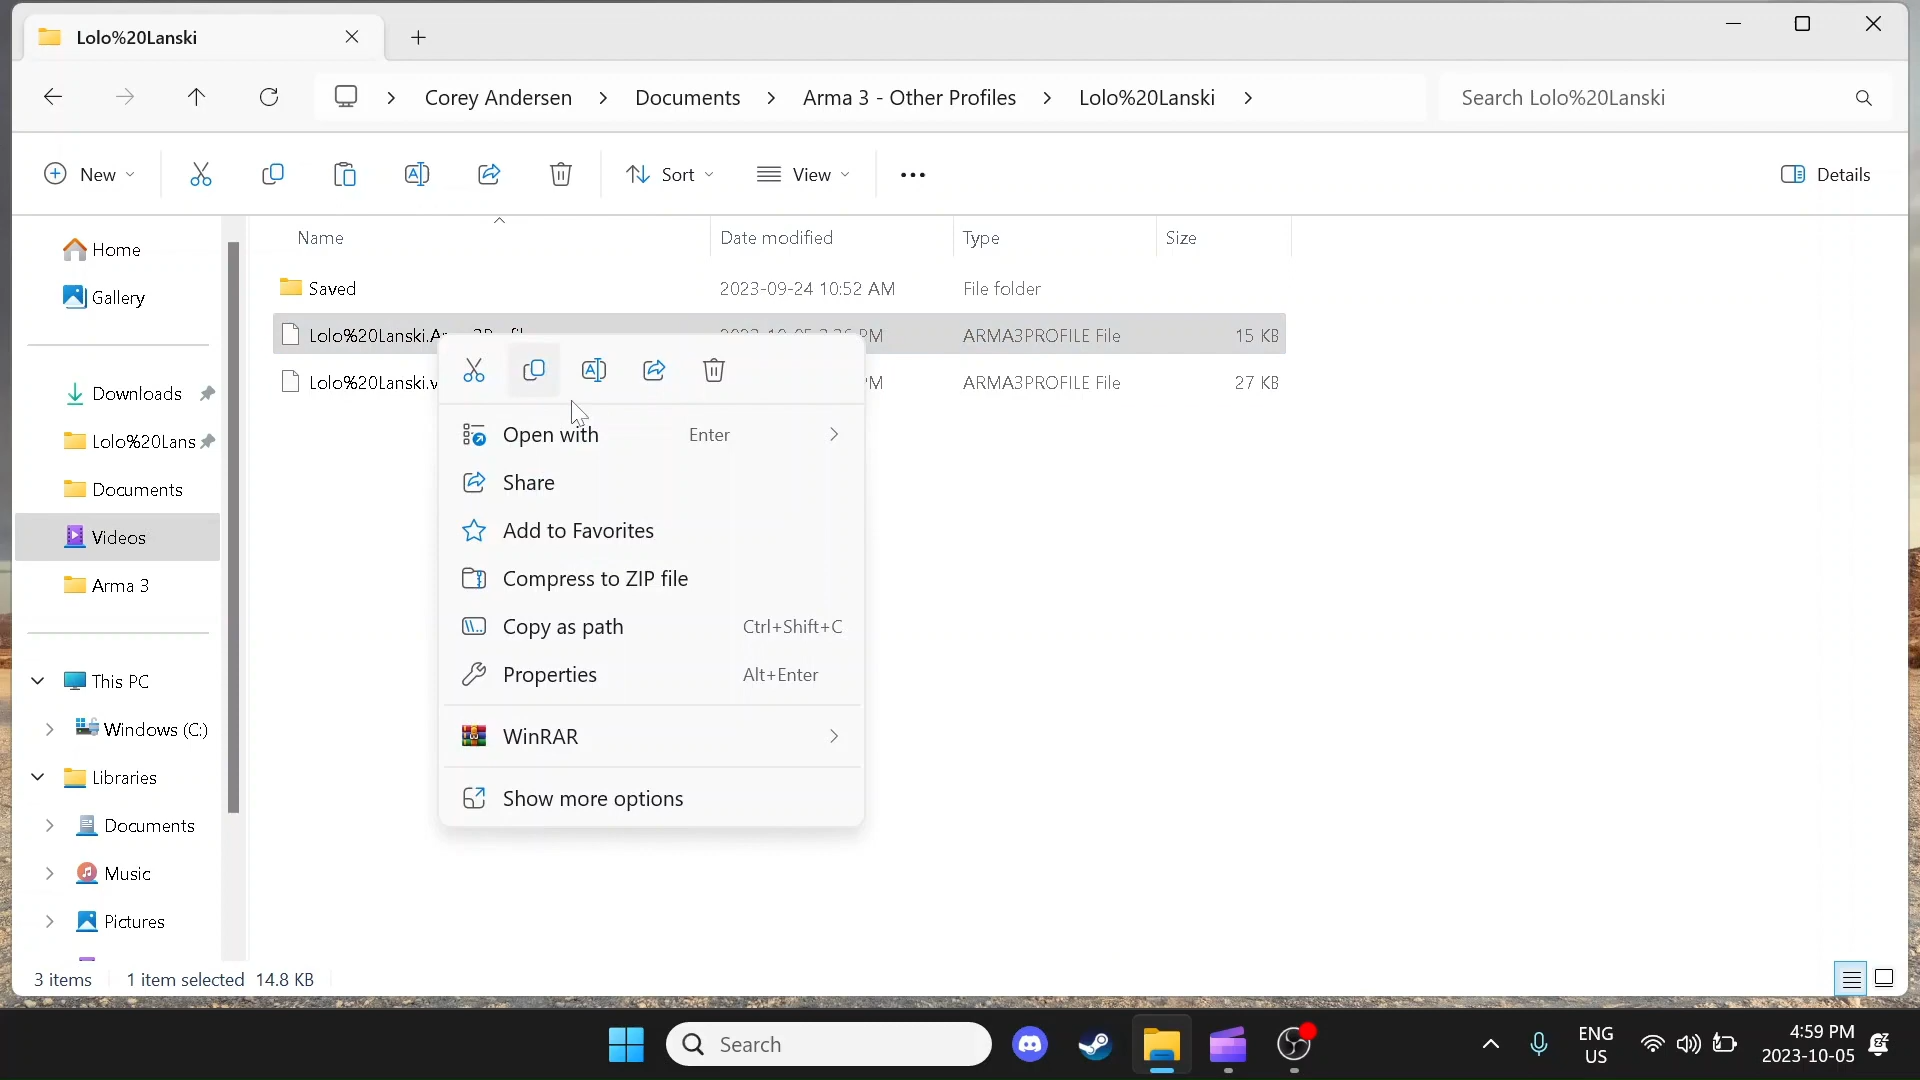 Lolo%20Lanski
Corey Andersen > Documents > Arma 3 - Other Profiles > Lolo%20Lanski >
Search Lolo%20Lanski
New
Sort
View
Details
Home
Gallery
Downloads
Lolo%20Lans
Documents
Videos
Arma 3
This PC
Windows (C:)
Libraries
Documents
Music
Pictures
Name Date modified Type Size
Saved 2023-09-24 10:52 AM File folder
ARMA3PROFILE File 15 KB
ARMA3PROFILE File 27 KB
Open with Enter
Share
Add to Favorites
Compress to ZIP file
Copy as path Ctrl+Shift+C
Properties Alt+Enter
WinRAR
Show more options
3 items 1 item selected 14.8 KB
Search
ENG
US
4:59 PM
2023-10-05